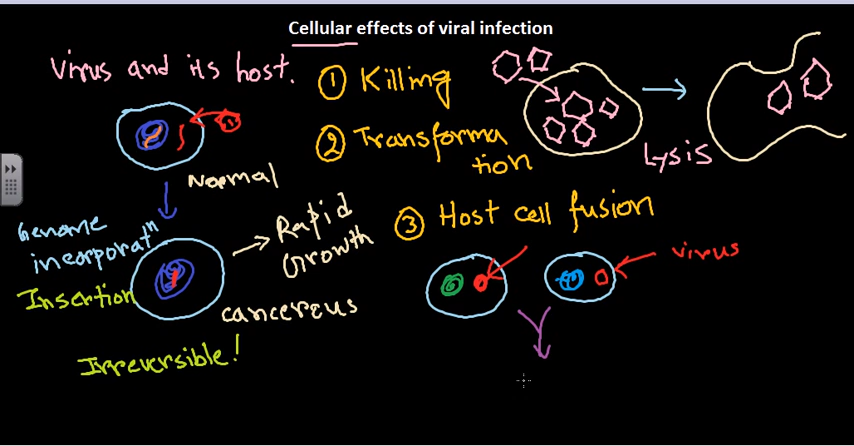 Cellular effects of viral infection
Virus and its host.
① Killing
② Transforma
tion
Lysis
Normal
Genome
incorporatⁿ
Insertion
→ Rapid
Growth
cancerous
Irreversible!
③ Host cell fusion
virus